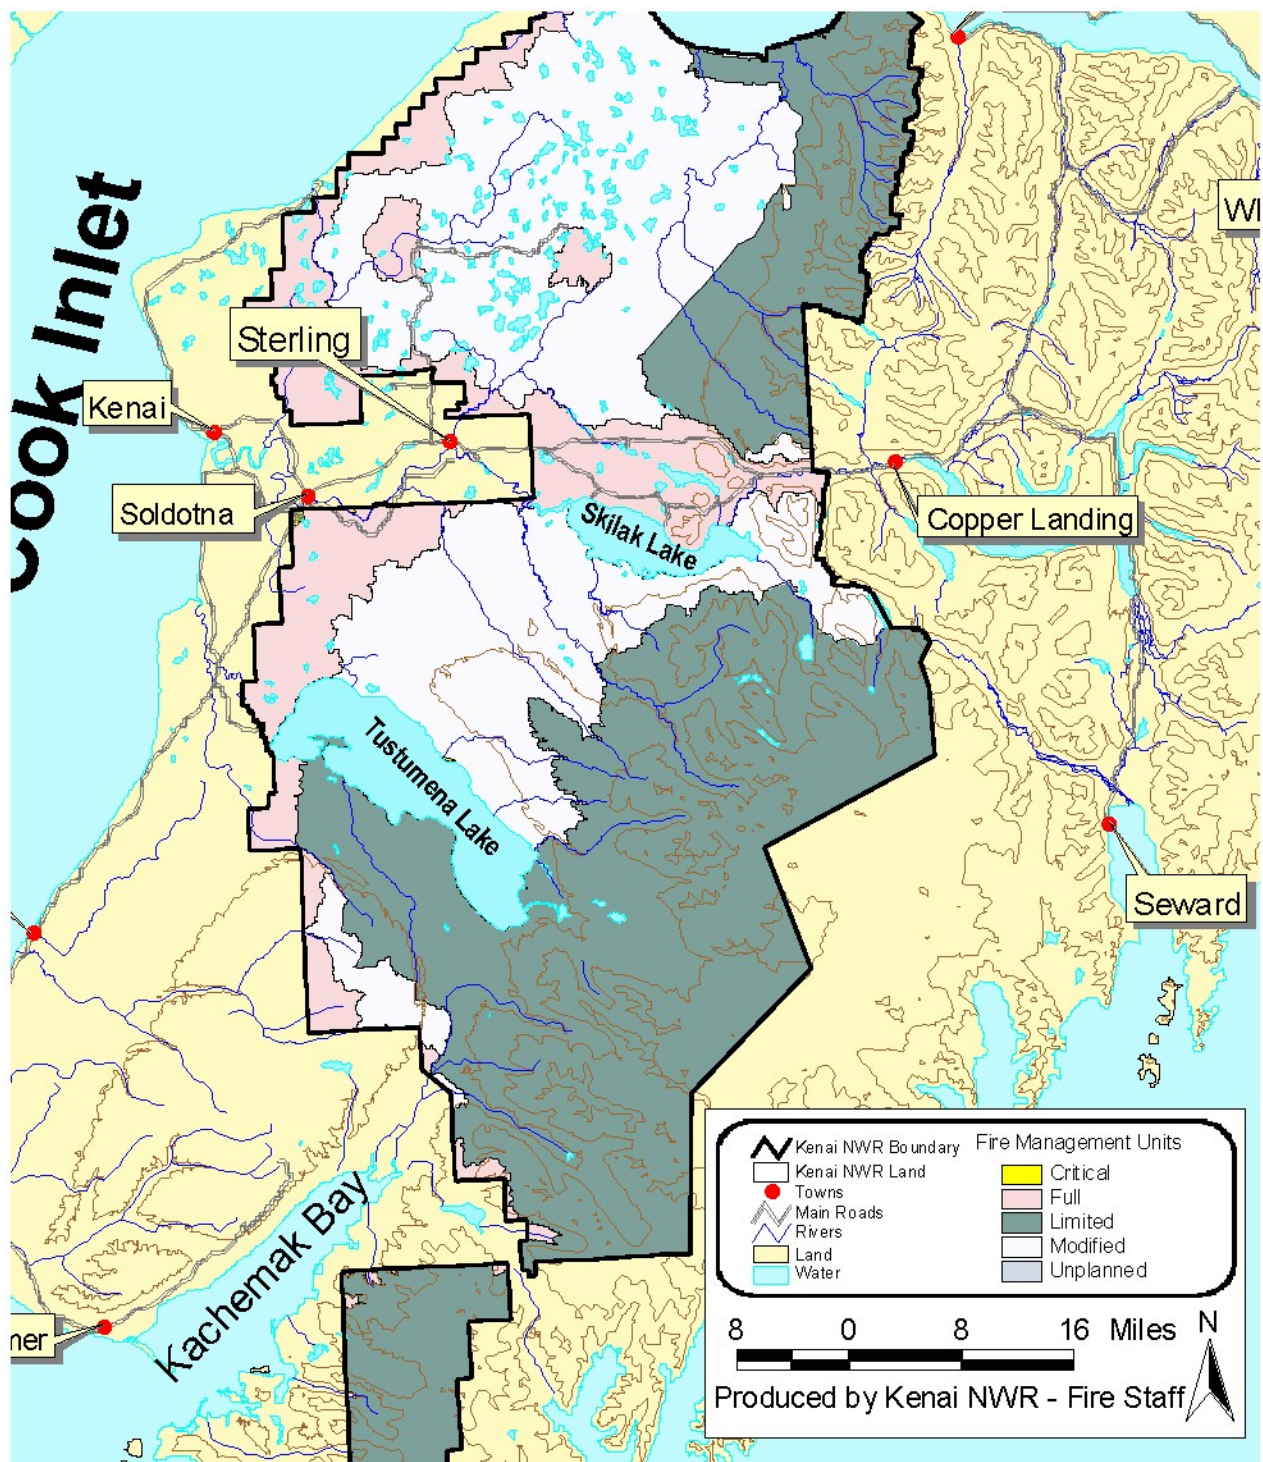 Cook Inlet
WI
Sterling
Kenai
Soldotna
Skilak Lake
Copper Landing
Tustumena Lake
Seward
Kachemak Bay
mer
Kenai NWR Boundary
Kenai NWR Land
Towns
Main Roads
Rivers
Land
Water
Fire Management Units
Critical
Full
Limited
Modified
Unplanned
8 0 8 16 Miles
N
Produced by Kenai NWR - Fire Staff